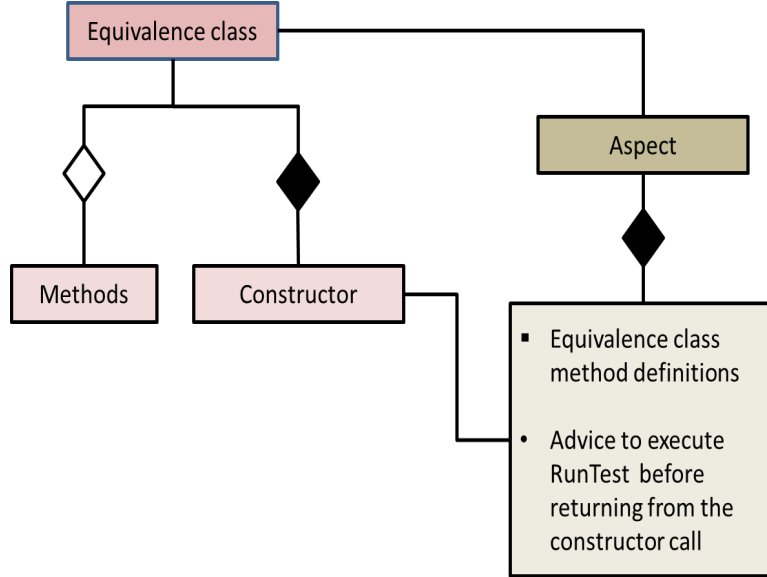 Equivalence class
Aspect
Methods
Constructor
▪ Equivalence class
method definitions
• Advice to execute
RunTest before
returning from the
constructor call